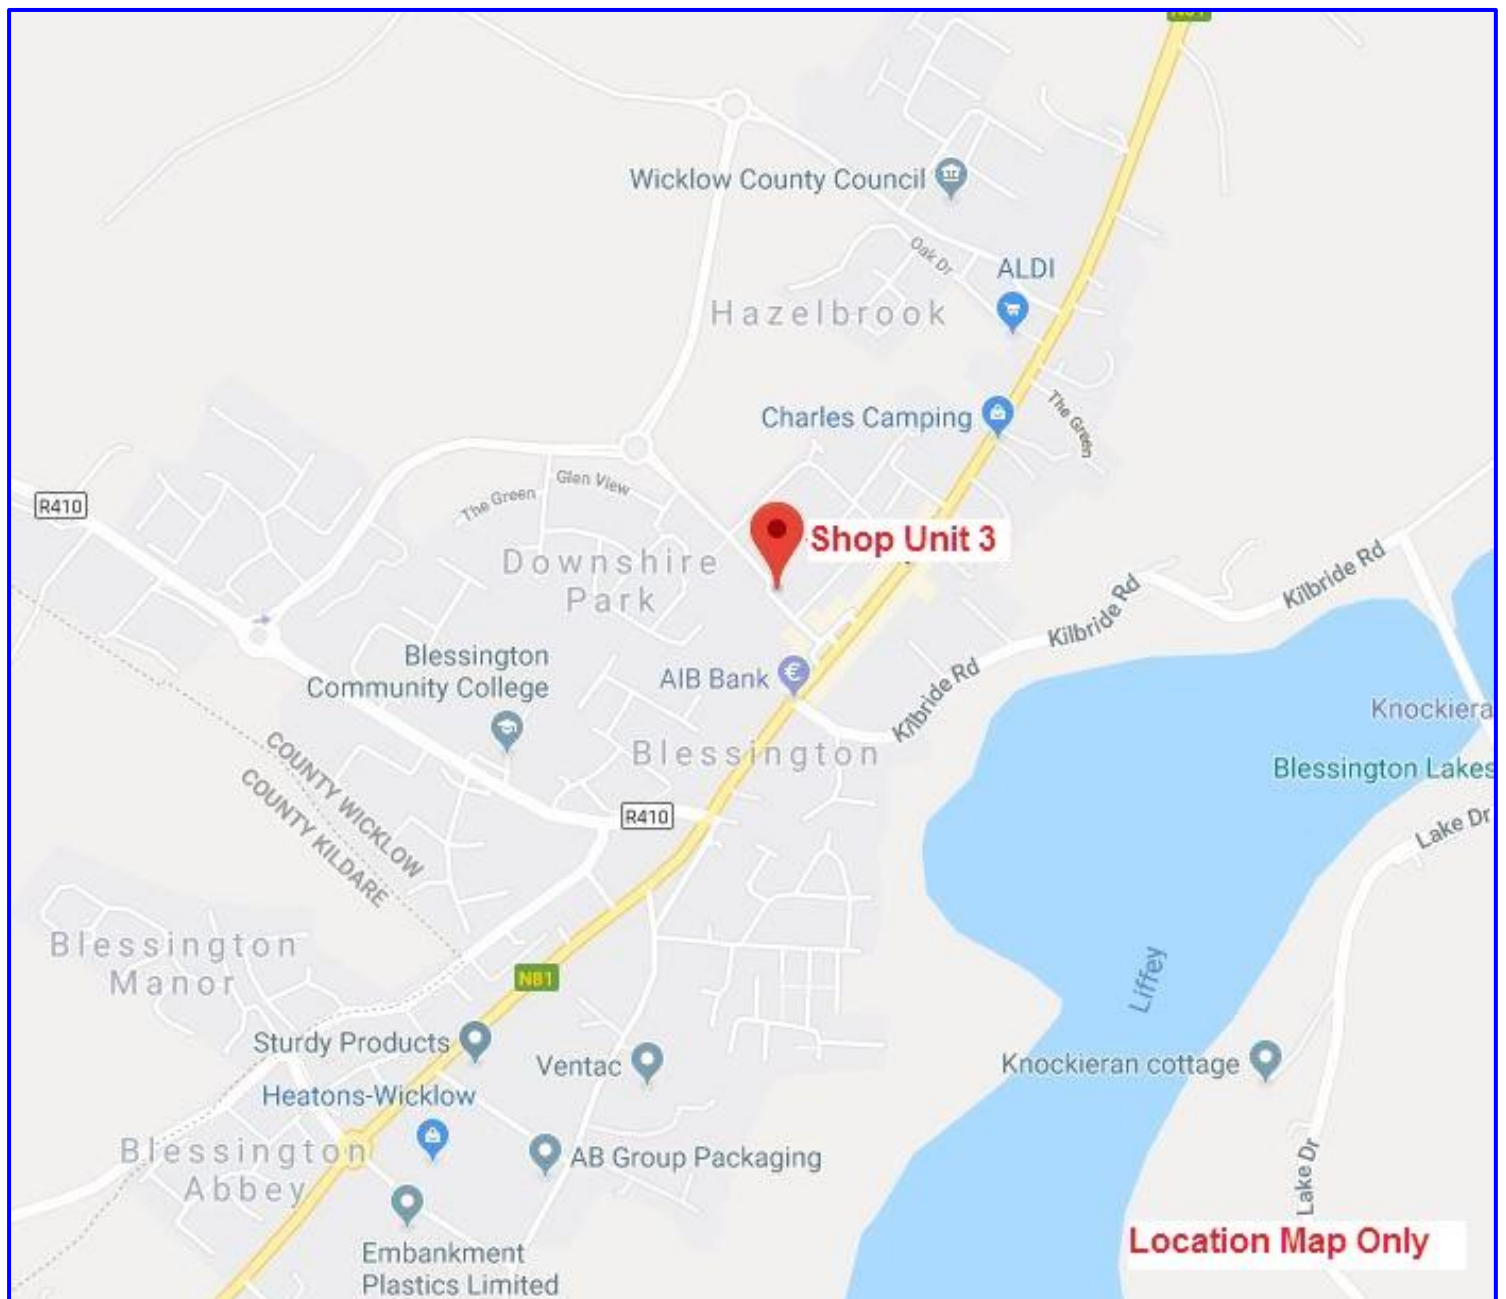 Wicklow County Council
Oak Dr
ALDI
Hazelbrook
Charles Camping
The Green
R410
Glen View
The Green
Shop Unit 3
Downshire
Park
Kilbride Rd
Kilbride Rd
Kilbride Rd
Blessington
Community College
AIB Bank
Knockiera
Blessington
Blessington Lakes
COUNTY WICKLOW
COUNTY KILDARE
R410
Lake Dr
Blessington
Manor
N81
Liffey
Sturdy Products
Ventac
Knockieran cottage
Heatons-Wicklow
Blessington
Abbey
AB Group Packaging
Lake Dr
Embankment
Plastics Limited
Location Map Only